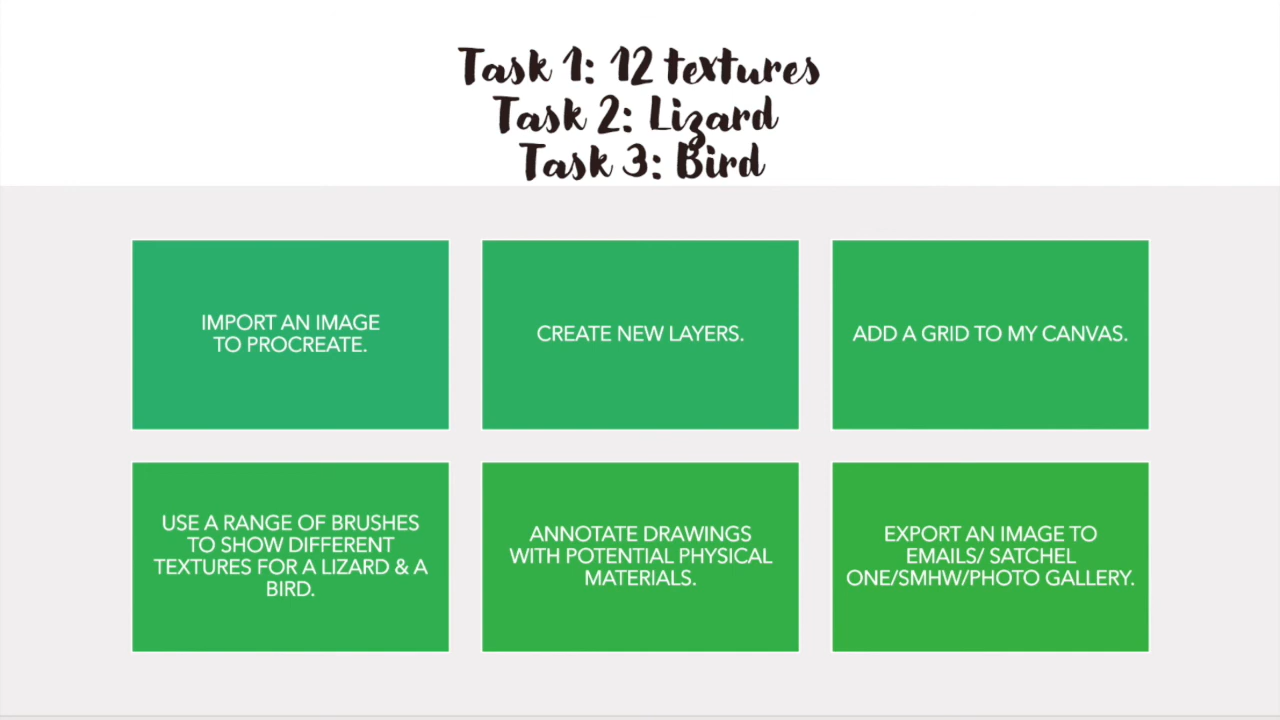 Task 1: 12 textures
Task 2: Lizard
Task 3: Bird
IMPORT AN IMAGE
TO PROCREATE.
CREATE NEW LAYERS.
ADD A GRID TO MY CANVAS.
USE A RANGE OF BRUSHES
TO SHOW DIFFERENT
TEXTURES FOR A LIZARD & A
BIRD.
ANNOTATE DRAWINGS
WITH POTENTIAL PHYSICAL
MATERIALS.
EXPORT AN IMAGE TO
EMAILS/ SATCHEL
ONE/SMHW/PHOTO GALLERY.